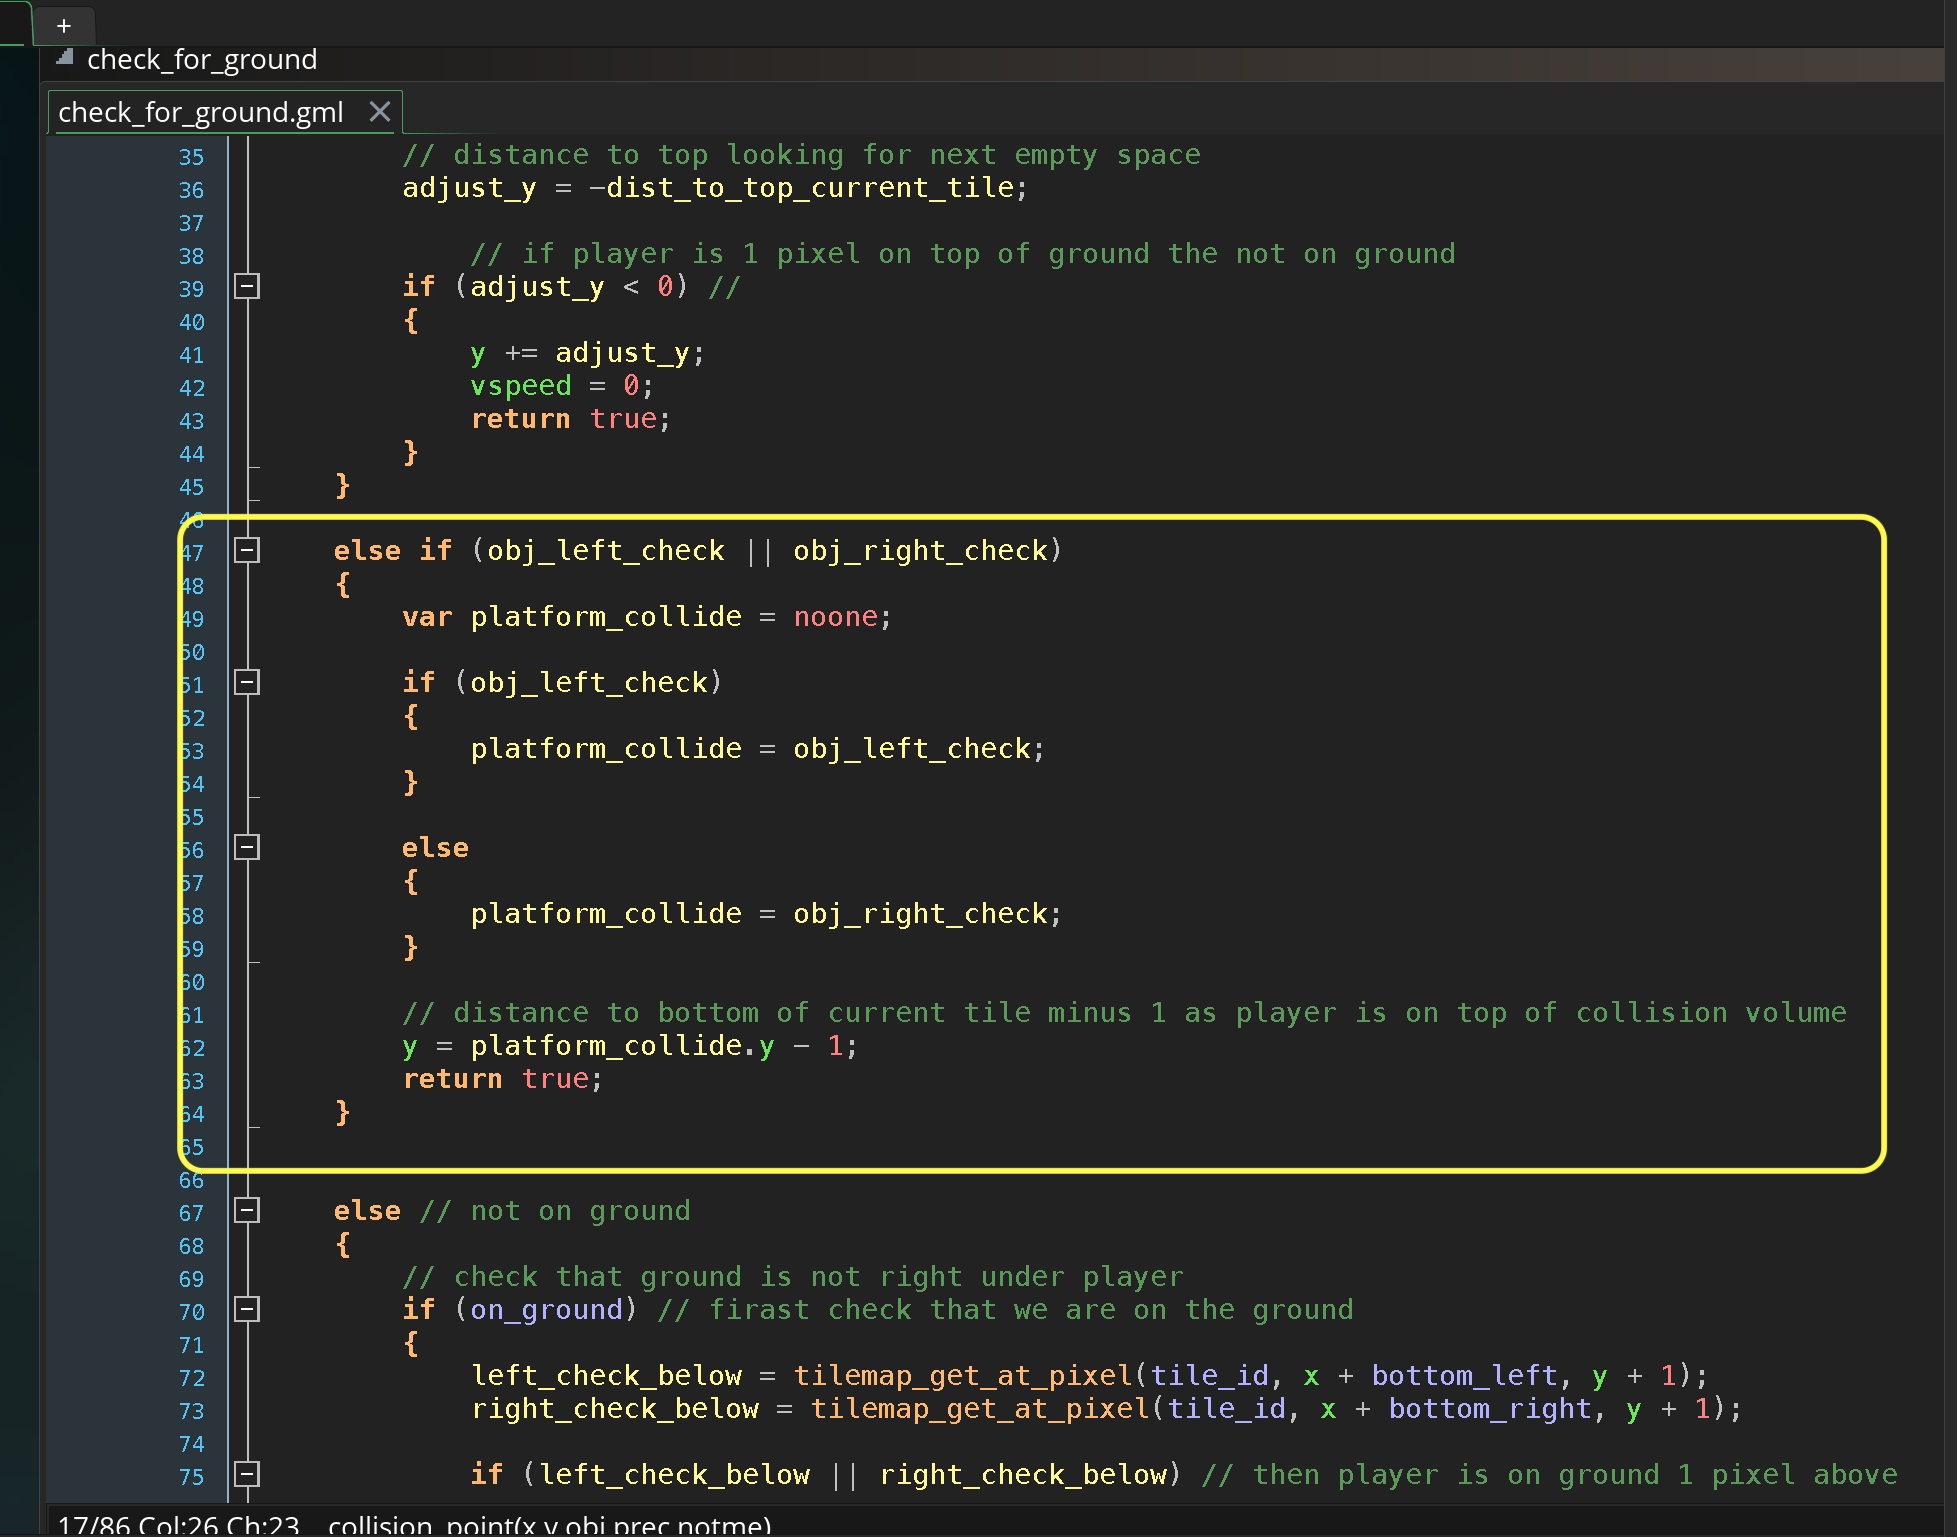 +
check_for_ground
check_for_ground.gml
35 // distance to top looking for next empty space
36 adjust_y = -dist_to_top_current_tile;
37
38 // if player is 1 pixel on top of ground the not on ground
39 if (adjust_y < 0) //
40 {
41 y += adjust_y;
42 vspeed = 0;
43 return true;
44 }
45 }
46
47 else if (obj_left_check || obj_right_check)
48 {
49 var platform_collide = noone;
50
51 if (obj_left_check)
52 {
53 platform_collide = obj_left_check;
54 }
55
56 else
57 {
58 platform_collide = obj_right_check;
59 }
60
61 // distance to bottom of current tile minus 1 as player is on top of collision volume
62 y = platform_collide.y - 1;
63 return true;
64 }
65
66
67 else // not on ground
68 {
69 // check that ground is not right under player
70 if (on_ground) // firast check that we are on the ground
71 {
72 left_check_below = tilemap_get_at_pixel(tile_id, x + bottom_left, y + 1);
73 right_check_below = tilemap_get_at_pixel(tile_id, x + bottom_right, y + 1);
74
75 if (left_check_below || right_check_below) // then player is on ground 1 pixel above
17/86 Col:26 Ch:23 collision_point(x,y,obj,prec,notme)